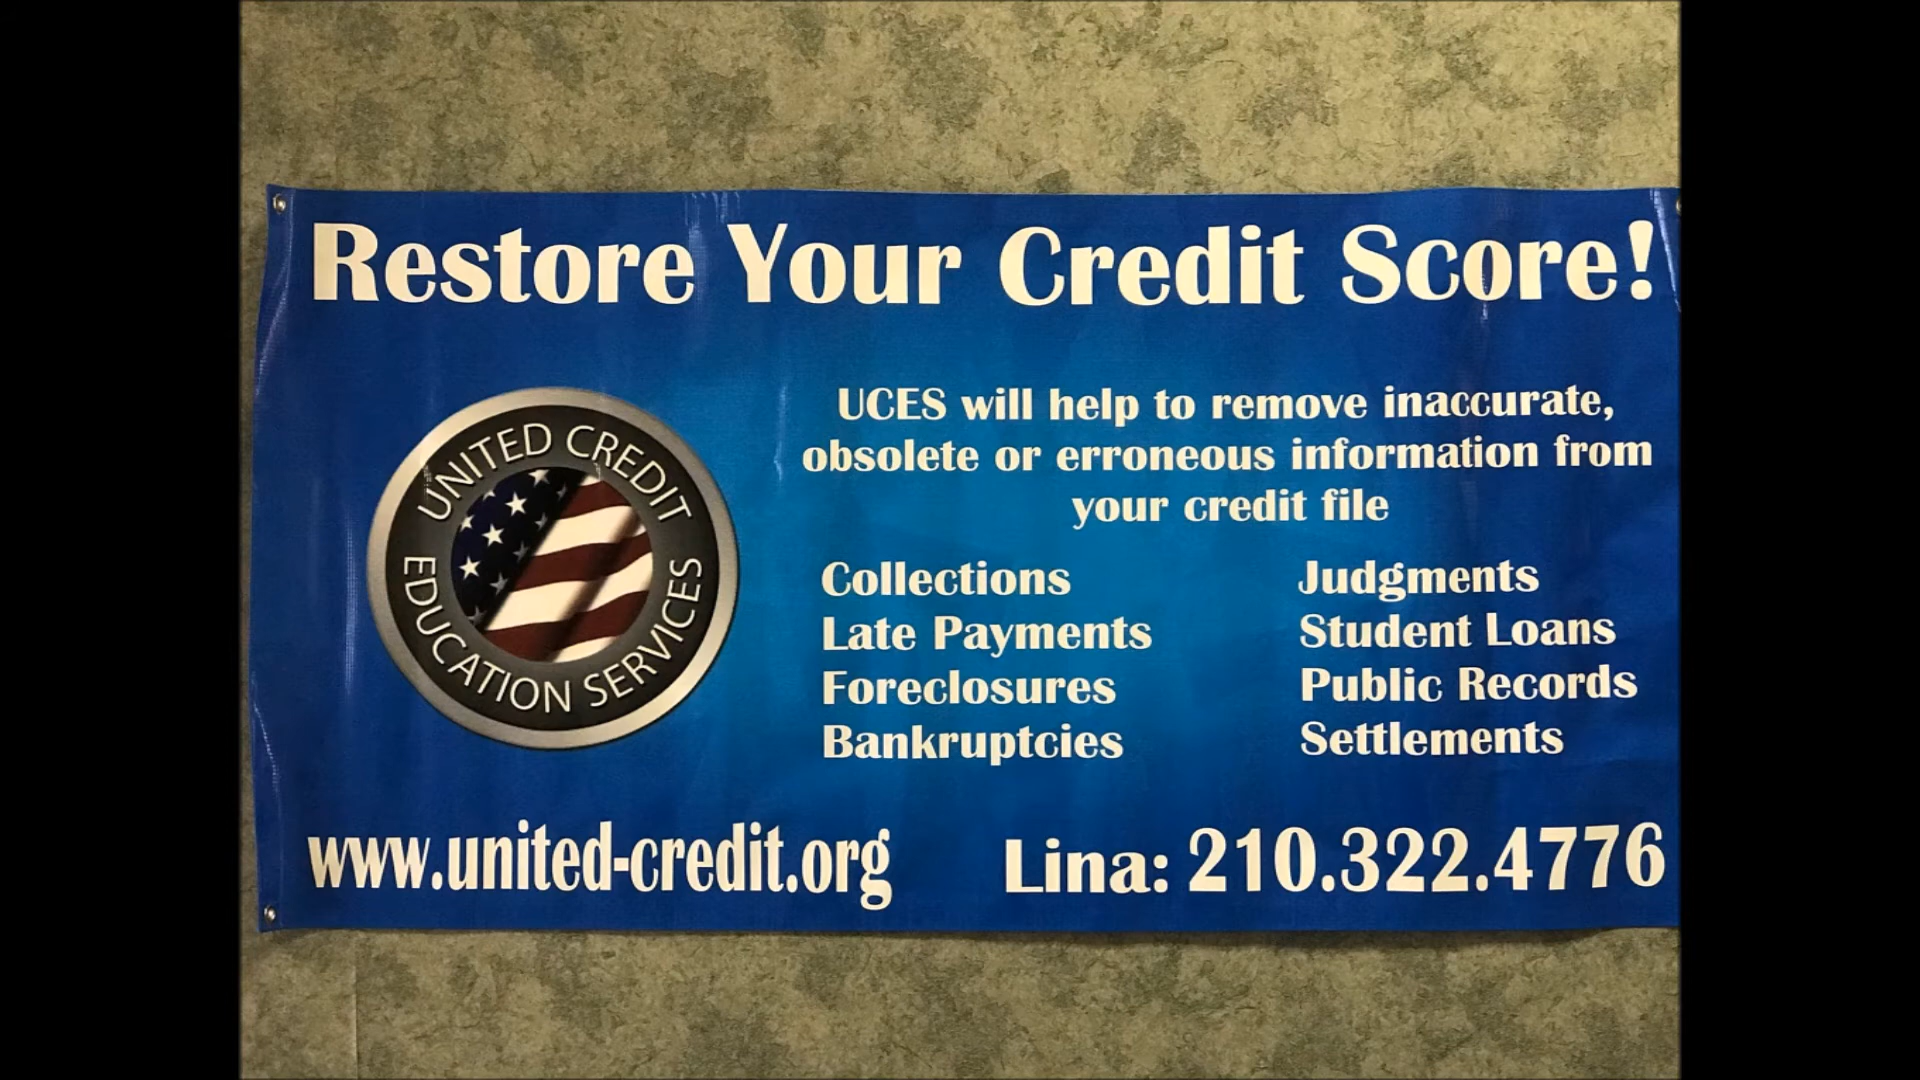 Restore Your Credit Score!
UNITED CREDIT
EDUCATION SERVICES
UCES will help to remove inaccurate,
obsolete or erroneous information from
your credit file
Collections
Late Payments
Foreclosures
Bankruptcies
Judgments
Student Loans
Public Records
Settlements
www.united-credit.org
Lina: 210.322.4776